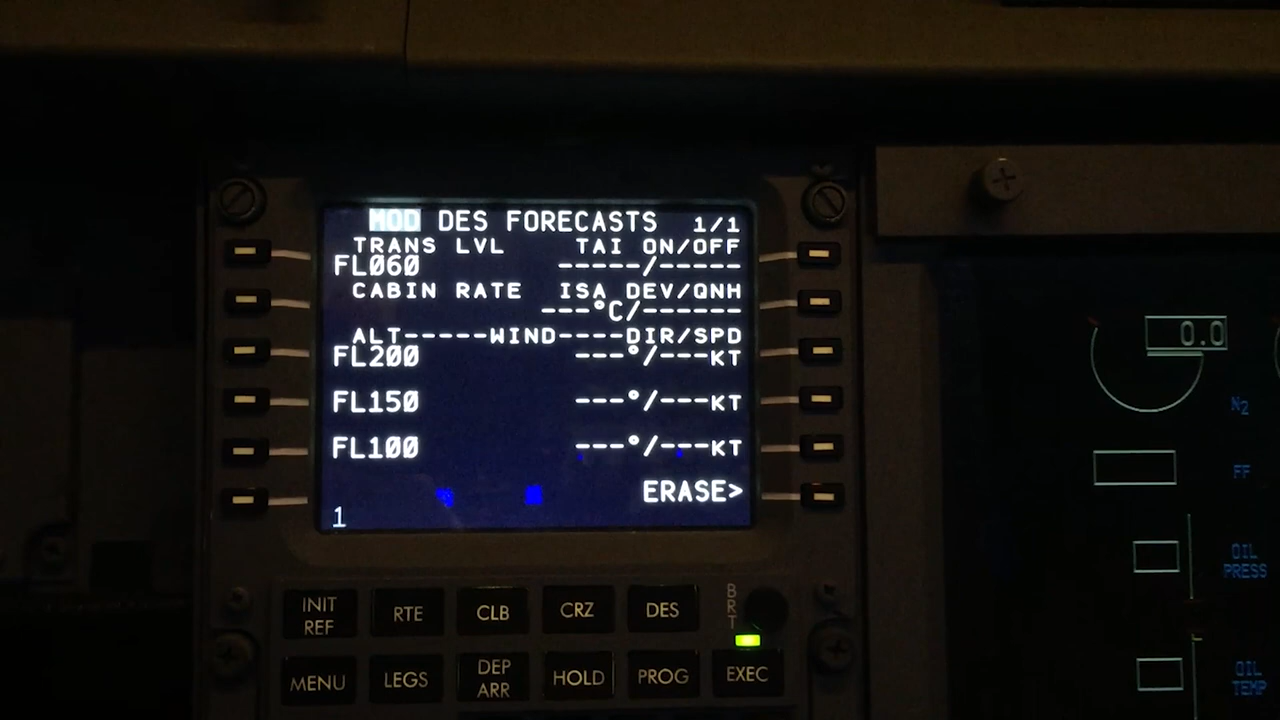 MOD DES FORECASTS 1/1
TRANS LVL TAI ON/OFF
FL060 -----/-----
CABIN RATE ISA DEV/QNH
---°C/------
ALT-----WIND----DIR/SPD
FL200 ---°/---KT
FL150 ---°/---KT
FL100 ---°/---KT
ERASE>
1
INIT REF
RTE
CLB
CRZ
DES
BRT
MENU
LEGS
DEP ARR
HOLD
PROG
EXEC
0.0
N2
FF
OIL
PRESS
OIL
TEMP